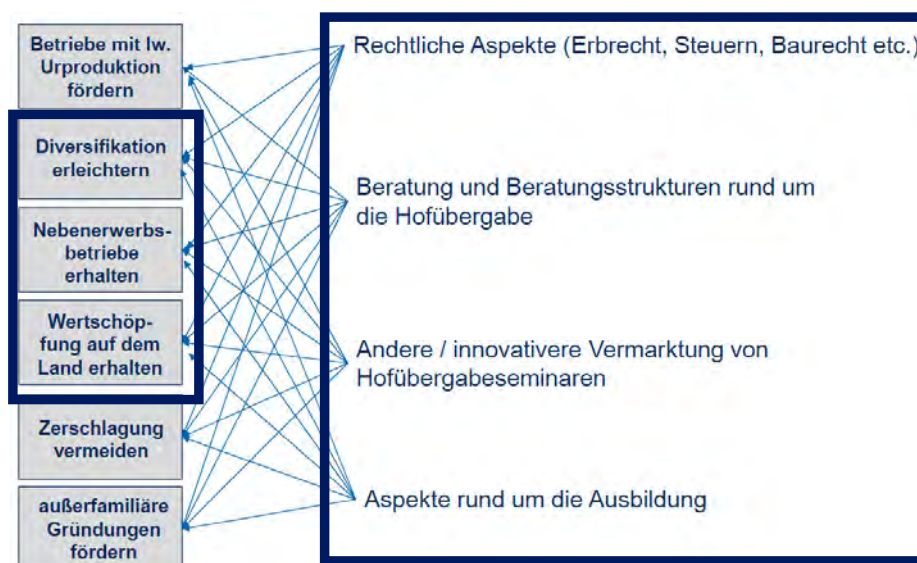 Betriebe mit lw.
Urproduktion
fördern
Diversifikation
erleichtern
Nebenerwerbs-
betriebe
erhalten
Wertschöp-
fung auf dem
Land erhalten
Zerschlagung
vermeiden
außerfamiliäre
Gründungen
fördern
Rechtliche Aspekte (Erbrecht, Steuern, Baurecht etc.)
Beratung und Beratungsstrukturen rund um
die Hofübergabe
Andere / innovativere Vermarktung von
Hofübergabeseminaren
Aspekte rund um die Ausbildung